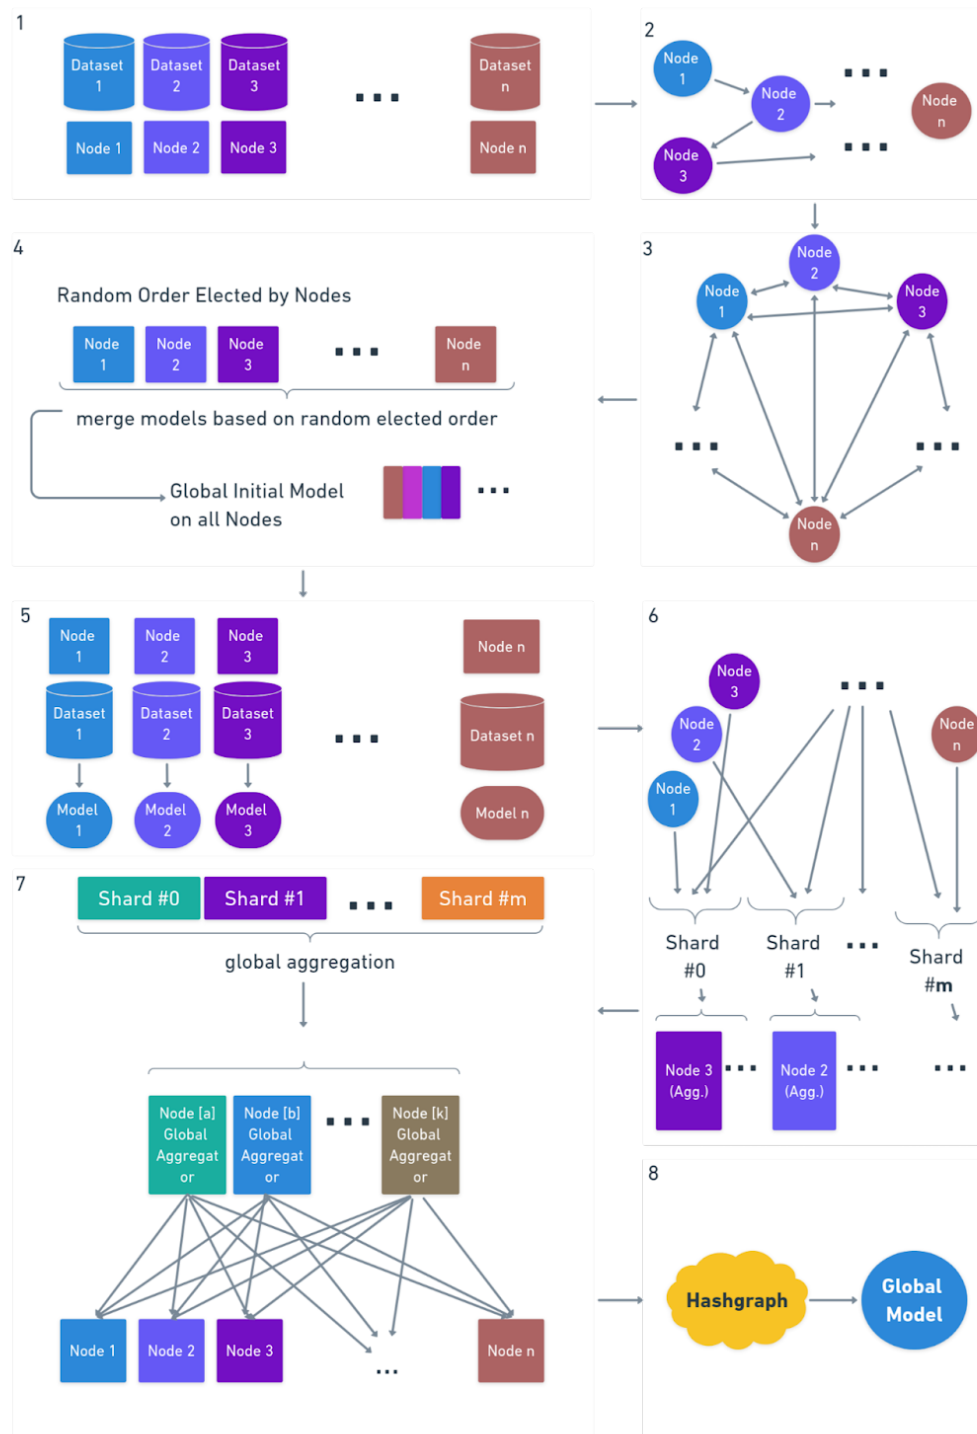 1
Dataset
1
Dataset
2
Dataset
3
...
Dataset
n
Node 1
Node 2
Node 3
Node n
2
Node
1
Node
2
Node
3
...
...
Node
n
3
Node
1
Node
2
Node
3
...
...
Node
n
4
Random Order Elected by Nodes
Node
1
Node
2
Node
3
...
Node
n
merge models based on random elected order
Global Initial Model
on all Nodes
...
5
Node
1
Node
2
Node
3
Node n
Dataset
1
Dataset
2
Dataset
3
...
Dataset n
Model
1
Model
2
Model
3
Model n
6
Node
3
...
Node
2
Node
n
Node
1
Shard
#0
Shard
#1
...
Shard
#m
Node 3
(Agg.)
...
Node 2
(Agg.)
...
...
7
Shard #0
Shard #1
...
Shard #m
global aggregation
Node [a]
Global
Aggregat
or
Node [b]
Global
Aggregat
or
...
Node [k]
Global
Aggregat
or
Node 1
Node 2
Node 3
...
Node n
8
Hashgraph
Global
Model